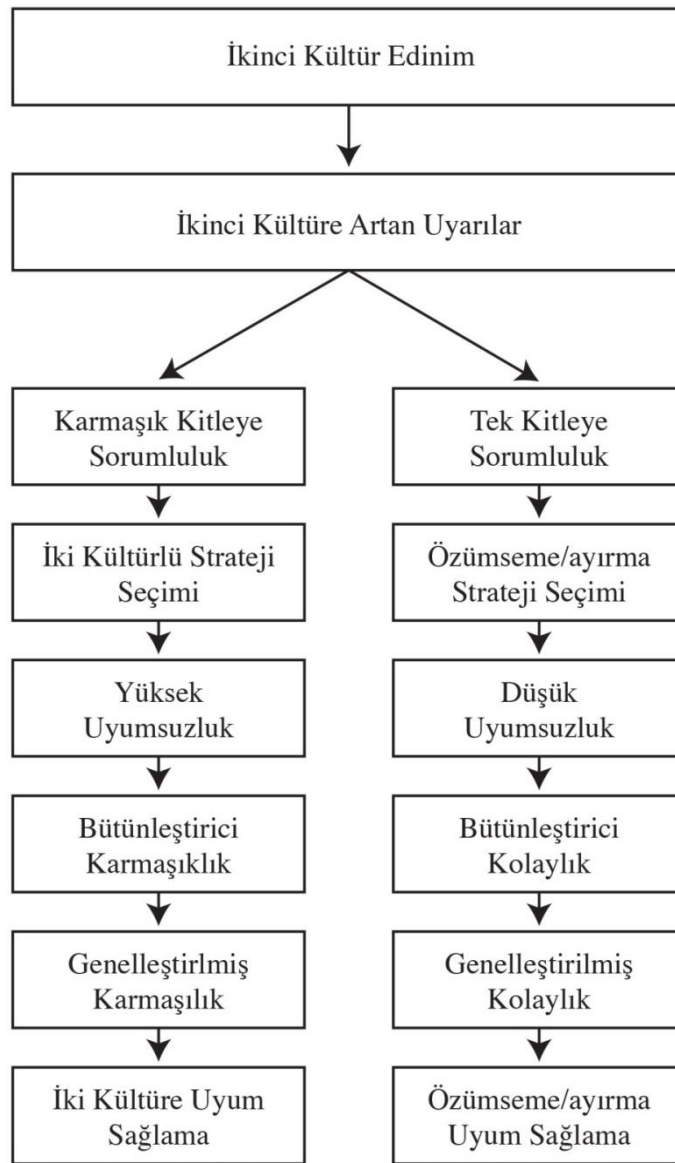 İkinci Kültür Edinim
İkinci Kültüre Artan Uyarılar
Karmaşık Kitleye
Sorumluluk
Tek Kitleye
Sorumluluk
İki Kültürlü Strateji
Seçimi
Özümseme/ayırma
Strateji Seçimi
Yüksek
Uyumsuzluk
Düşük
Uyumsuzluk
Bütünleştirici
Karmaşıklık
Bütünleştirici
Kolaylık
Genelleştirlmiş
Karmaşılık
Genelleştirilmiş
Kolaylık
İki Kültüre Uyum
Sağlama
Özümseme/ayırma
Uyum Sağlama